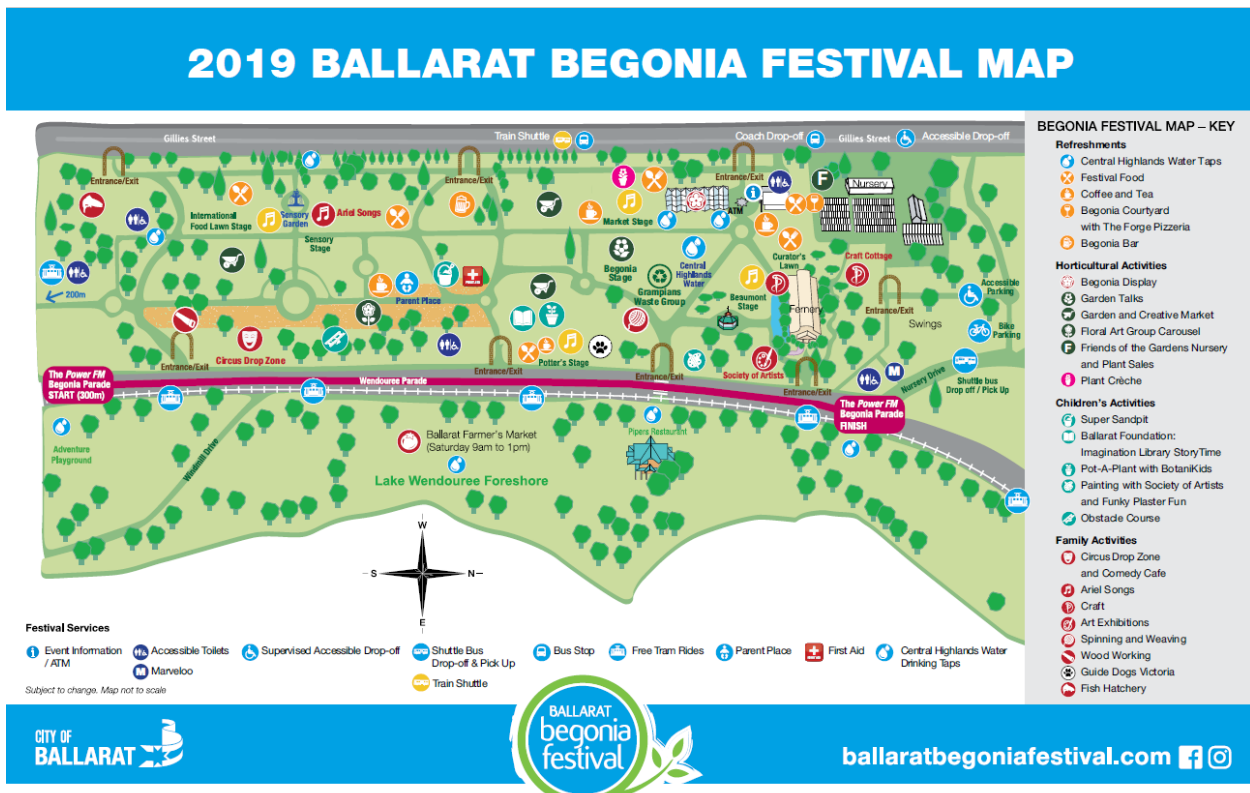 2019 BALLARAT BEGONIA FESTIVAL MAP
Gillies Street
Train Shuttle
Coach Drop-off
Gillies Street
Accessible Drop-off
Entrance/Exit
Entrance/Exit
Entrance/Exit
International
Food Lawn Stage
Sensory
Garden
Ariel Songs
Sensory
Stage
Market Stage
ATM
i
F
Nursery
200m
Parent Place
FIRST AID
Begonia
Stage
Grampians
Waste Group
Central
Highlands
Water
Curator's
Lawn
Craft Cottage
Beaumont
Stage
Fernery
Entrance/Exit
Accessible
Parking
Swings
Bike
Parking
Entrance/Exit
Circus Drop Zone
Entrance/Exit
Potter's Stage
Entrance/Exit
Society of Artists
Entrance/Exit
M
Nursery Drive
Shuttle bus
Drop off / Pick Up
The Power FM
Begonia Parade
START (300m)
Wendouree Parade
The Power FM
Begonia Parade
FINISH
Adventure
Playground
Windmill Drive
Ballarat Farmer's Market
(Saturday 9am to 1pm)
Pipers Restaurant
Lake Wendouree Foreshore
W
S
N
E
BEGONIA FESTIVAL MAP – KEY
Refreshments
Central Highlands Water Taps
Festival Food
Coffee and Tea
Begonia Courtyard
with The Forge Pizzeria
Begonia Bar
Horticultural Activities
Begonia Display
Garden Talks
Garden and Creative Market
Floral Art Group Carousel
F Friends of the Gardens Nursery
and Plant Sales
Plant Crèche
Children's Activities
Super Sandpit
Ballarat Foundation:
Imagination Library StoryTime
Pot-A-Plant with BotaniKids
Painting with Society of Artists
and Funky Plaster Fun
Obstacle Course
Family Activities
Circus Drop Zone
and Comedy Cafe
Ariel Songs
Craft
Art Exhibitions
Spinning and Weaving
Wood Working
Guide Dogs Victoria
Fish Hatchery
Festival Services
i Event Information
/ ATM
Accessible Toilets
M Marveloo
Supervised Accessible Drop-off
Shuttle Bus
Drop-off & Pick Up
Train Shuttle
Bus Stop
Free Tram Rides
Parent Place
First Aid
Central Highlands Water
Drinking Taps
Subject to change. Map not to scale
CITY OF
BALLARAT
BALLARAT
begonia
festival
ballaratbegoniafestival.com